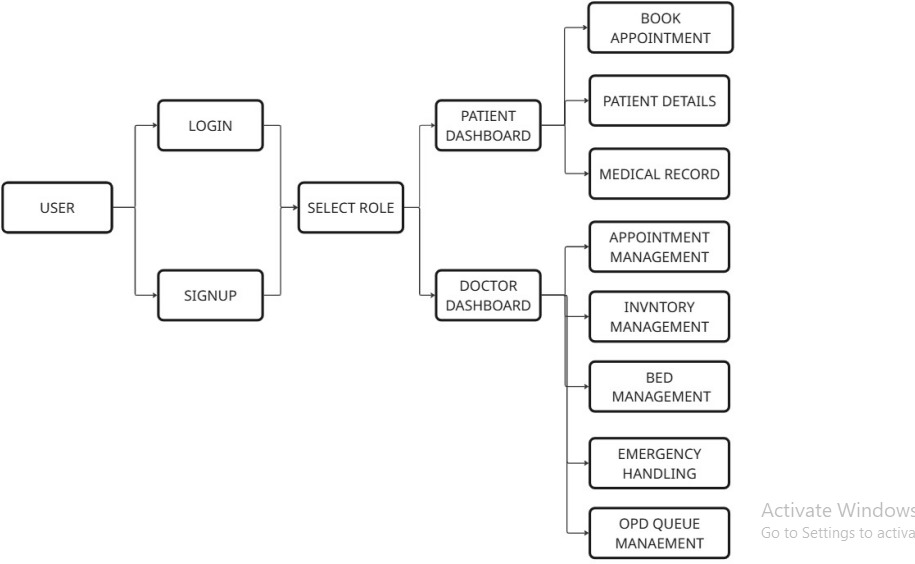 USER
LOGIN
SIGNUP
SELECT ROLE
PATIENT
DASHBOARD
DOCTOR
DASHBOARD
BOOK
APPOINTMENT
PATIENT DETAILS
MEDICAL RECORD
APPOINTMENT
MANAGEMENT
INVNTORY
MANAGEMENT
BED
MANAGEMENT
EMERGENCY
HANDLING
OPD QUEUE
MANAEMENT
Activate Windows
Go to Settings to activa